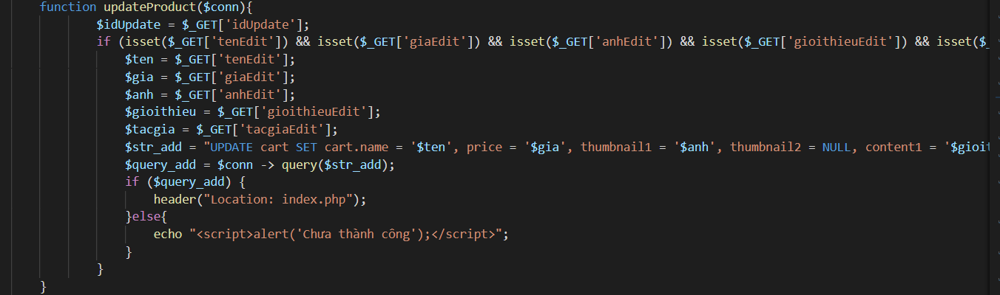 function updateProduct($conn){
$idUpdate = $_GET['idUpdate'];
if (isset($_GET['tenEdit']) && isset($_GET['giaEdit']) && isset($_GET['anhEdit']) && isset($_GET['gioithieuEdit']) && isset($_
$ten = $_GET['tenEdit'];
$gia = $_GET['giaEdit'];
$anh = $_GET['anhEdit'];
$gioithieu = $_GET['gioithieuEdit'];
$tacgia = $_GET['tacgiaEdit'];
$str_add = "UPDATE cart SET cart.name = '$ten', price = '$gia', thumbnail1 = '$anh', thumbnail2 = NULL, content1 = '$gioit
$query_add = $conn -> query($str_add);
if ($query_add) {
header("Location: index.php");
}else{
echo "<script>alert('Chưa thành công');</script>";
}
}
}